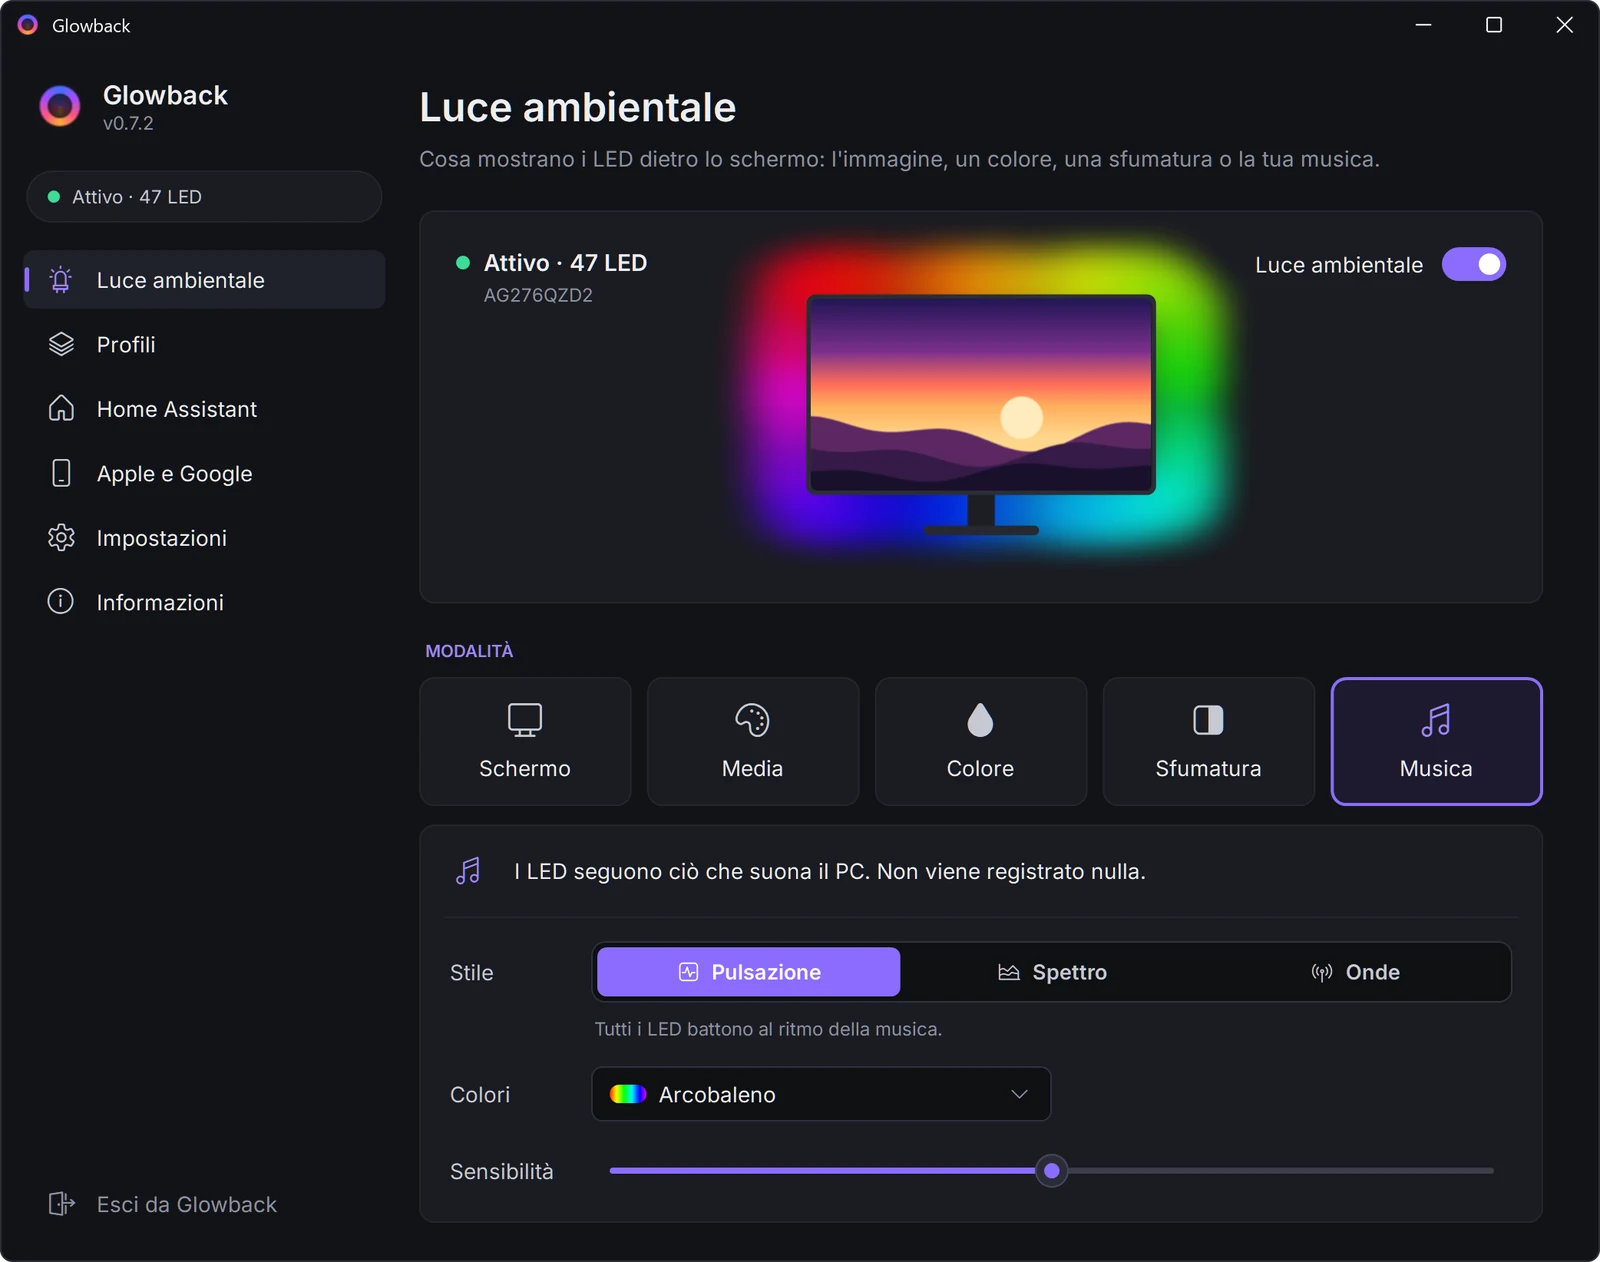 Glowback
Glowback
v0.7.2
Attivo · 47 LED
Luce ambientale
Profili
Home Assistant
Apple e Google
Impostazioni
Informazioni
Esci da Glowback
Luce ambientale
Cosa mostrano i LED dietro lo schermo: l'immagine, un colore, una sfumatura o la tua musica.
Attivo · 47 LED
AG276QZD2
Luce ambientale
MODALITÀ
Schermo
Media
Colore
Sfumatura
Musica
I LED seguono ciò che suona il PC. Non viene registrato nulla.
Stile
Pulsazione
Spettro
Onde
Tutti i LED battono al ritmo della musica.
Colori
Arcobaleno
Sensibilità